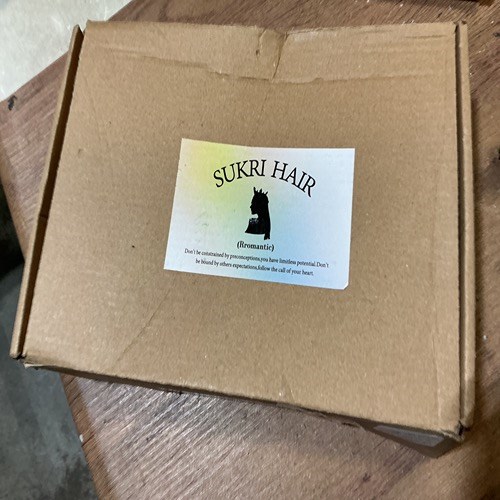 SUKRI HAIR
(Rromantic)
Don't be constrained by preconceptions,you have limitless potential.Don't
be bound by others expectations,follow the call of your heart.